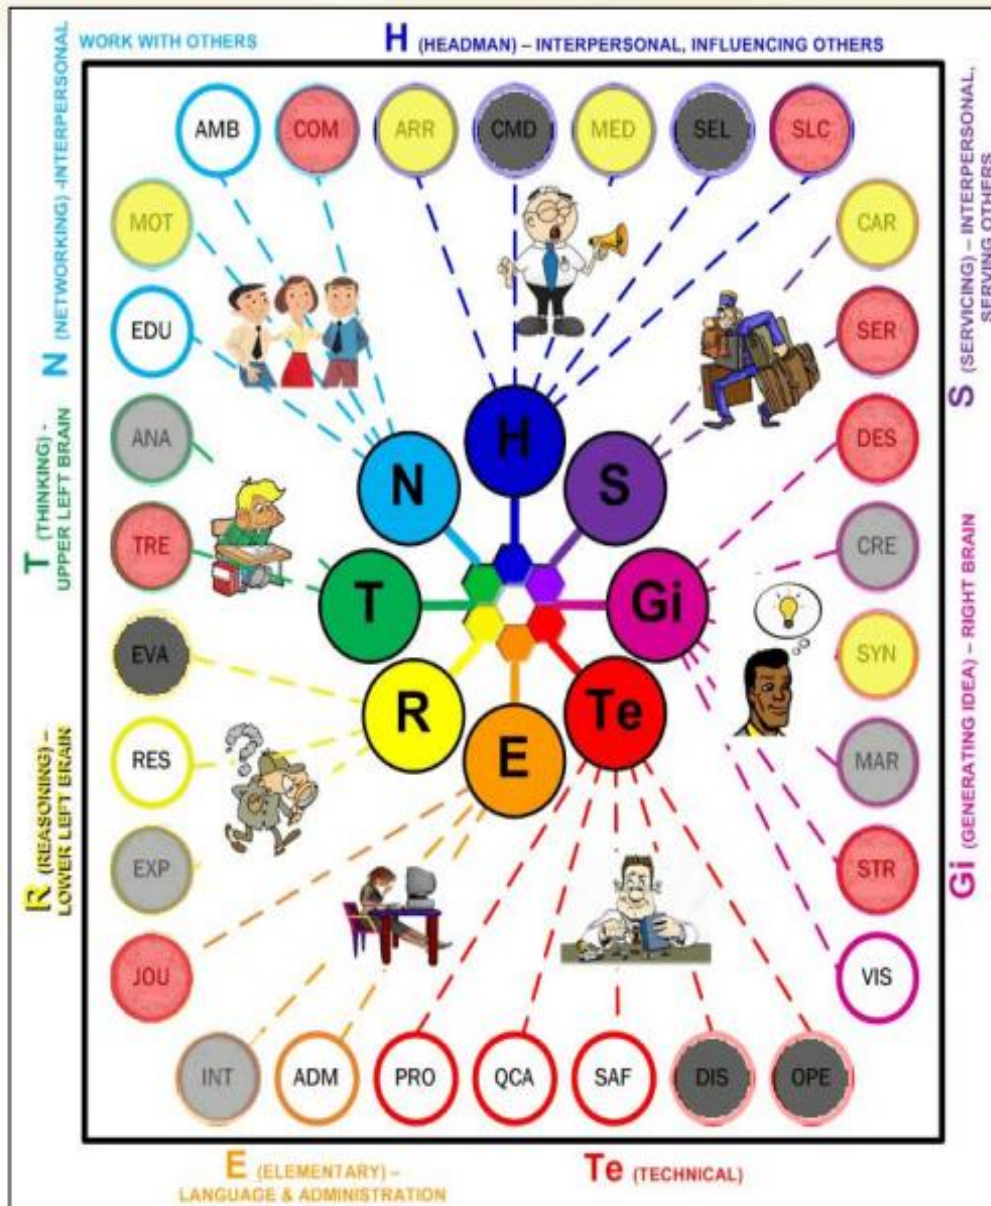 WORK WITH OTHERS
H (HEADMAN) – INTERPERSONAL, INFLUENCING OTHERS
N (NETWORKING) -INTERPERSONAL
T (THINKING) -
UPPER LEFT BRAIN
R (REASONING) –
LOWER LEFT BRAIN
AMB
COM
ARR
CMD
MED
SEL
SLC
MOT
CAR
EDU
SER
ANA
DES
TRE
CRE
EVA
SYN
RES
MAR
EXP
STR
JOU
VIS
INT
ADM
PRO
QCA
SAF
DIS
OPE
H
N
S
T
Gi
R
Te
E
S (SERVICING) – INTERPERSONAL,
SERVING OTHERS
Gi (GENERATING IDEA) – RIGHT BRAIN
E (ELEMENTARY) –
LANGUAGE & ADMINISTRATION
Te (TECHNICAL)